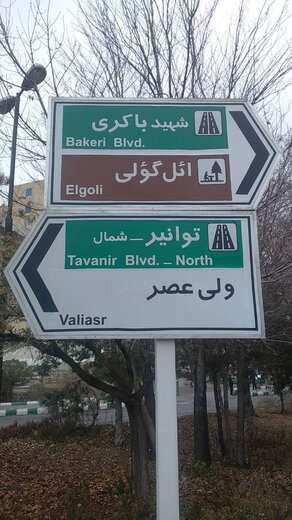 شهید باکری
Bakeri Blvd.
ائل گؤلی
Elgoli
توانیر – شمال
Tavanir Blvd. – North
ولی عصر
Valiasr